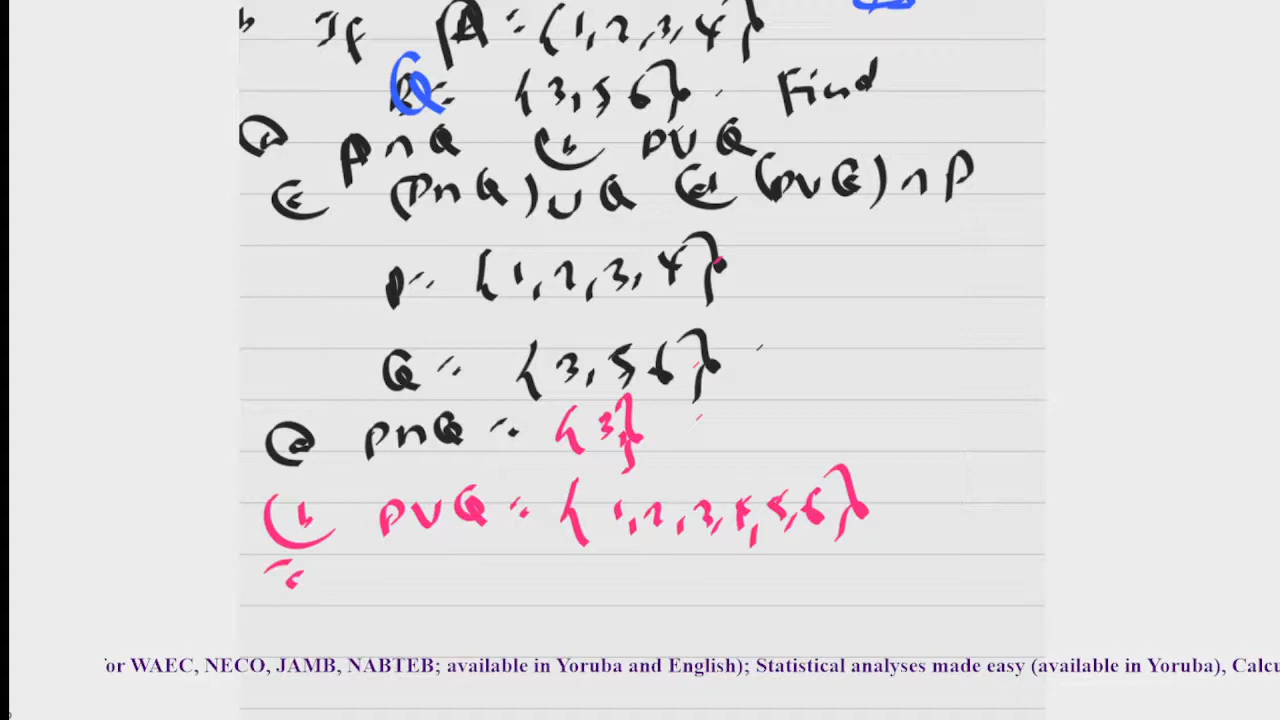 b If P = {1, 2, 3, 4}
Q = {3, 5 6}. Find
(a) P∩Q (b) P∪Q
(c) (P∩Q)∪Q (d) (P∪Q)∩P
P = {1, 2, 3, 4}
Q = {3, 5 6}
(a) P∩Q = {3}
(b) P∪Q = {1, 2, 3, 4, 5, 6}
or WAEC, NECO, JAMB, NABTEB; available in Yoruba and English); Statistical analyses made easy (available in Yoruba), Calcu